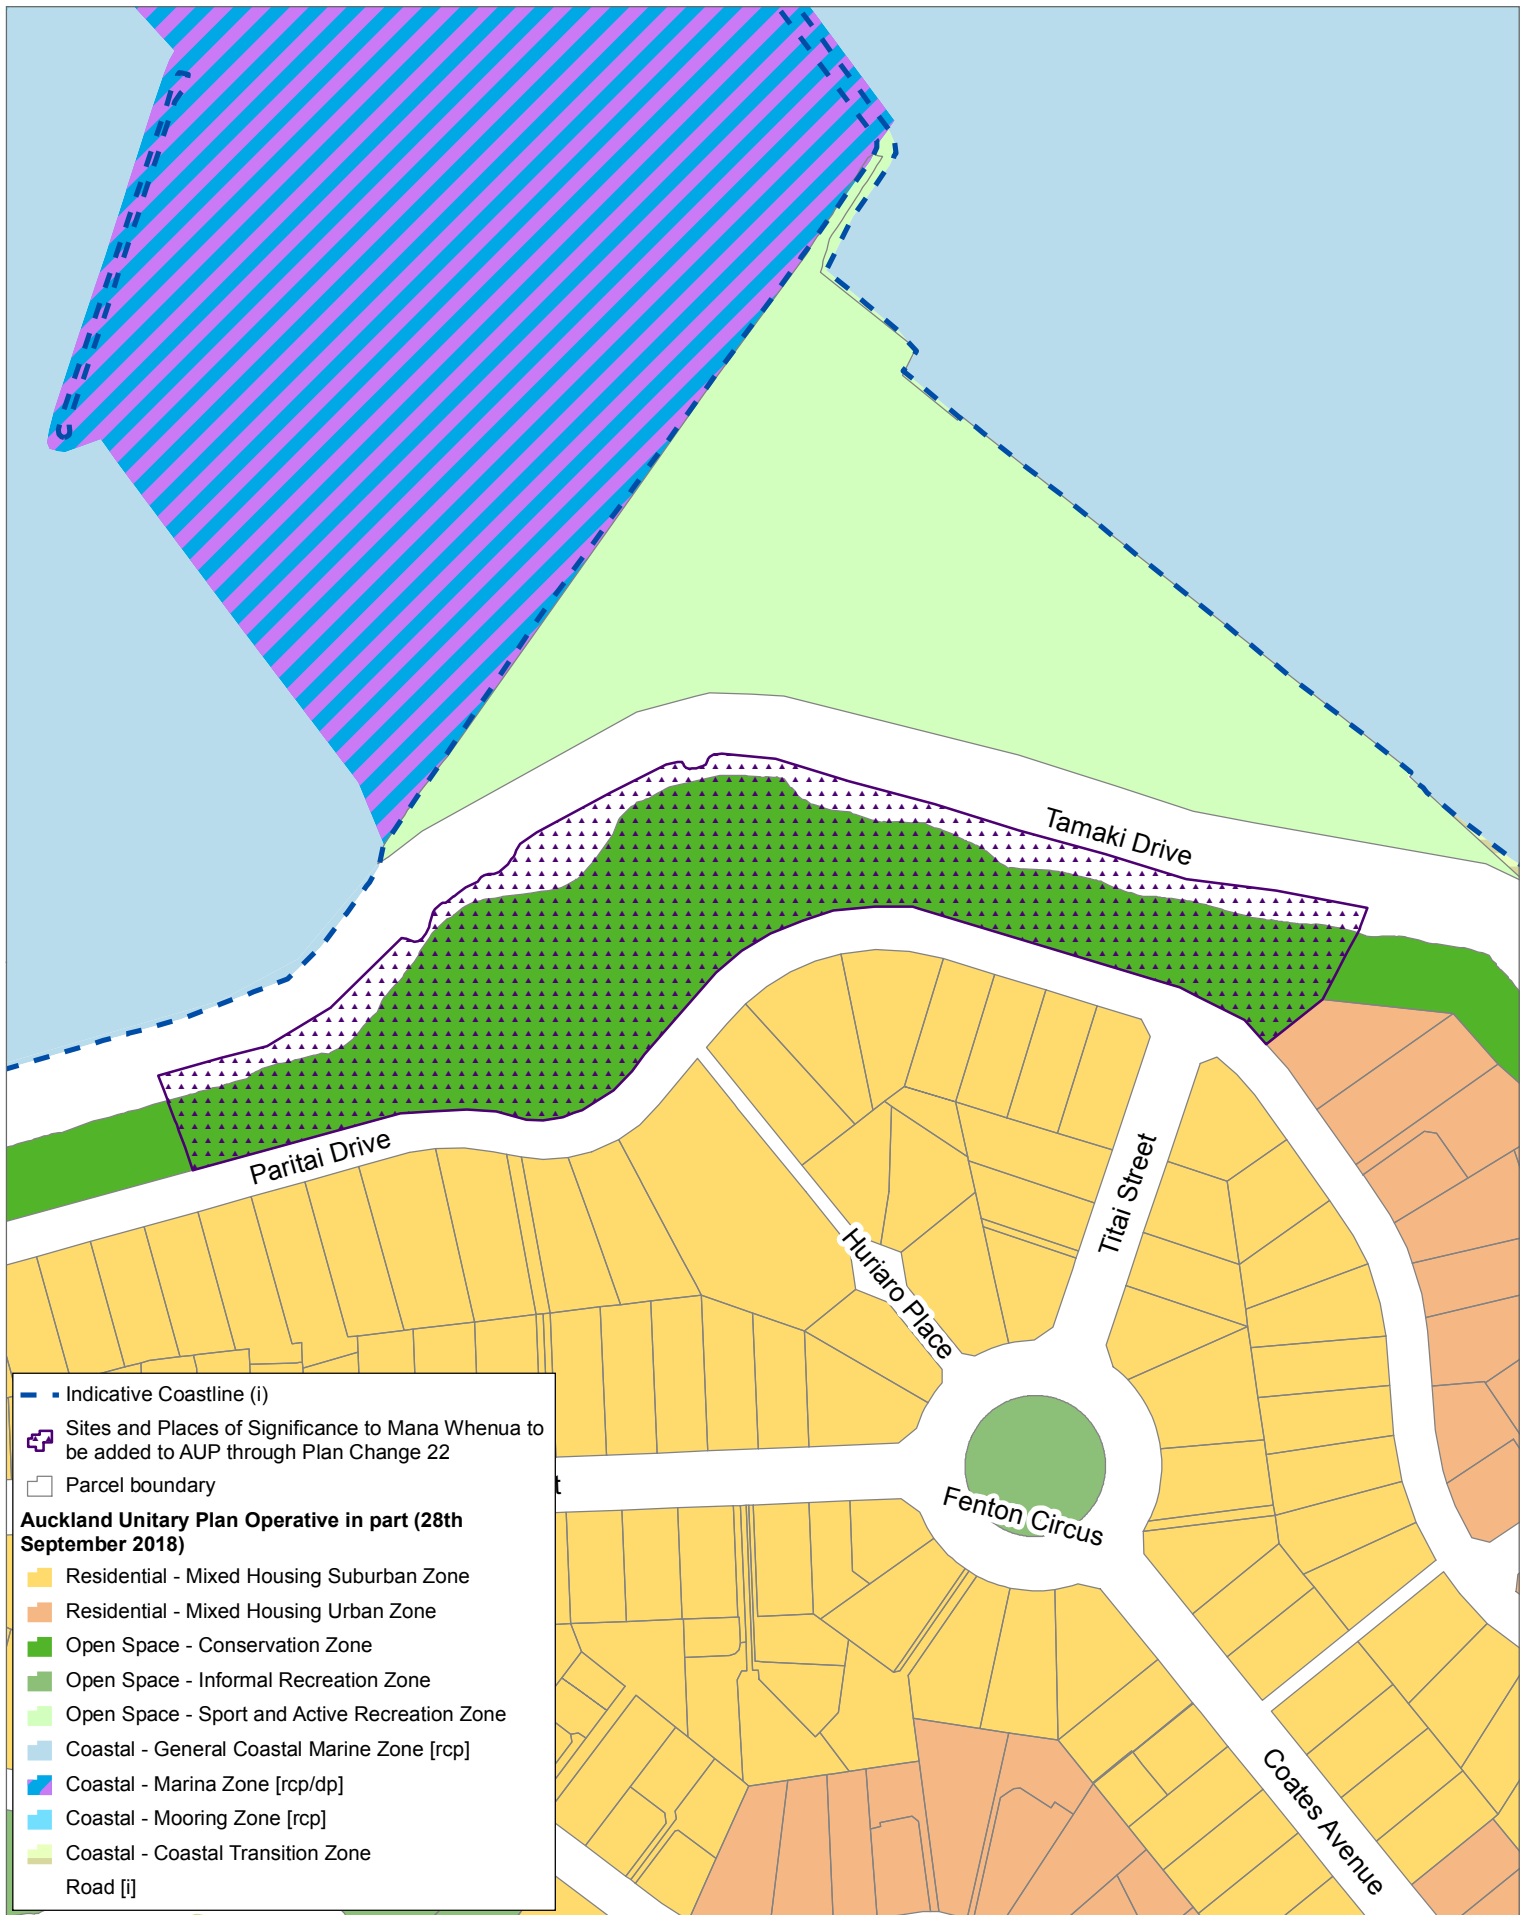 Tamaki Drive
Paritai Drive
Titai Street
Huriaro Place
Fenton Circus
Coates Avenue
t
Indicative Coastline (i)
Sites and Places of Significance to Mana Whenua to
be added to AUP through Plan Change 22
Parcel boundary
Auckland Unitary Plan Operative in part (28th
September 2018)
Residential - Mixed Housing Suburban Zone
Residential - Mixed Housing Urban Zone
Open Space - Conservation Zone
Open Space - Informal Recreation Zone
Open Space - Sport and Active Recreation Zone
Coastal - General Coastal Marine Zone [rcp]
Coastal - Marina Zone [rcp/dp]
Coastal - Mooring Zone [rcp]
Coastal - Coastal Transition Zone
Road [i]